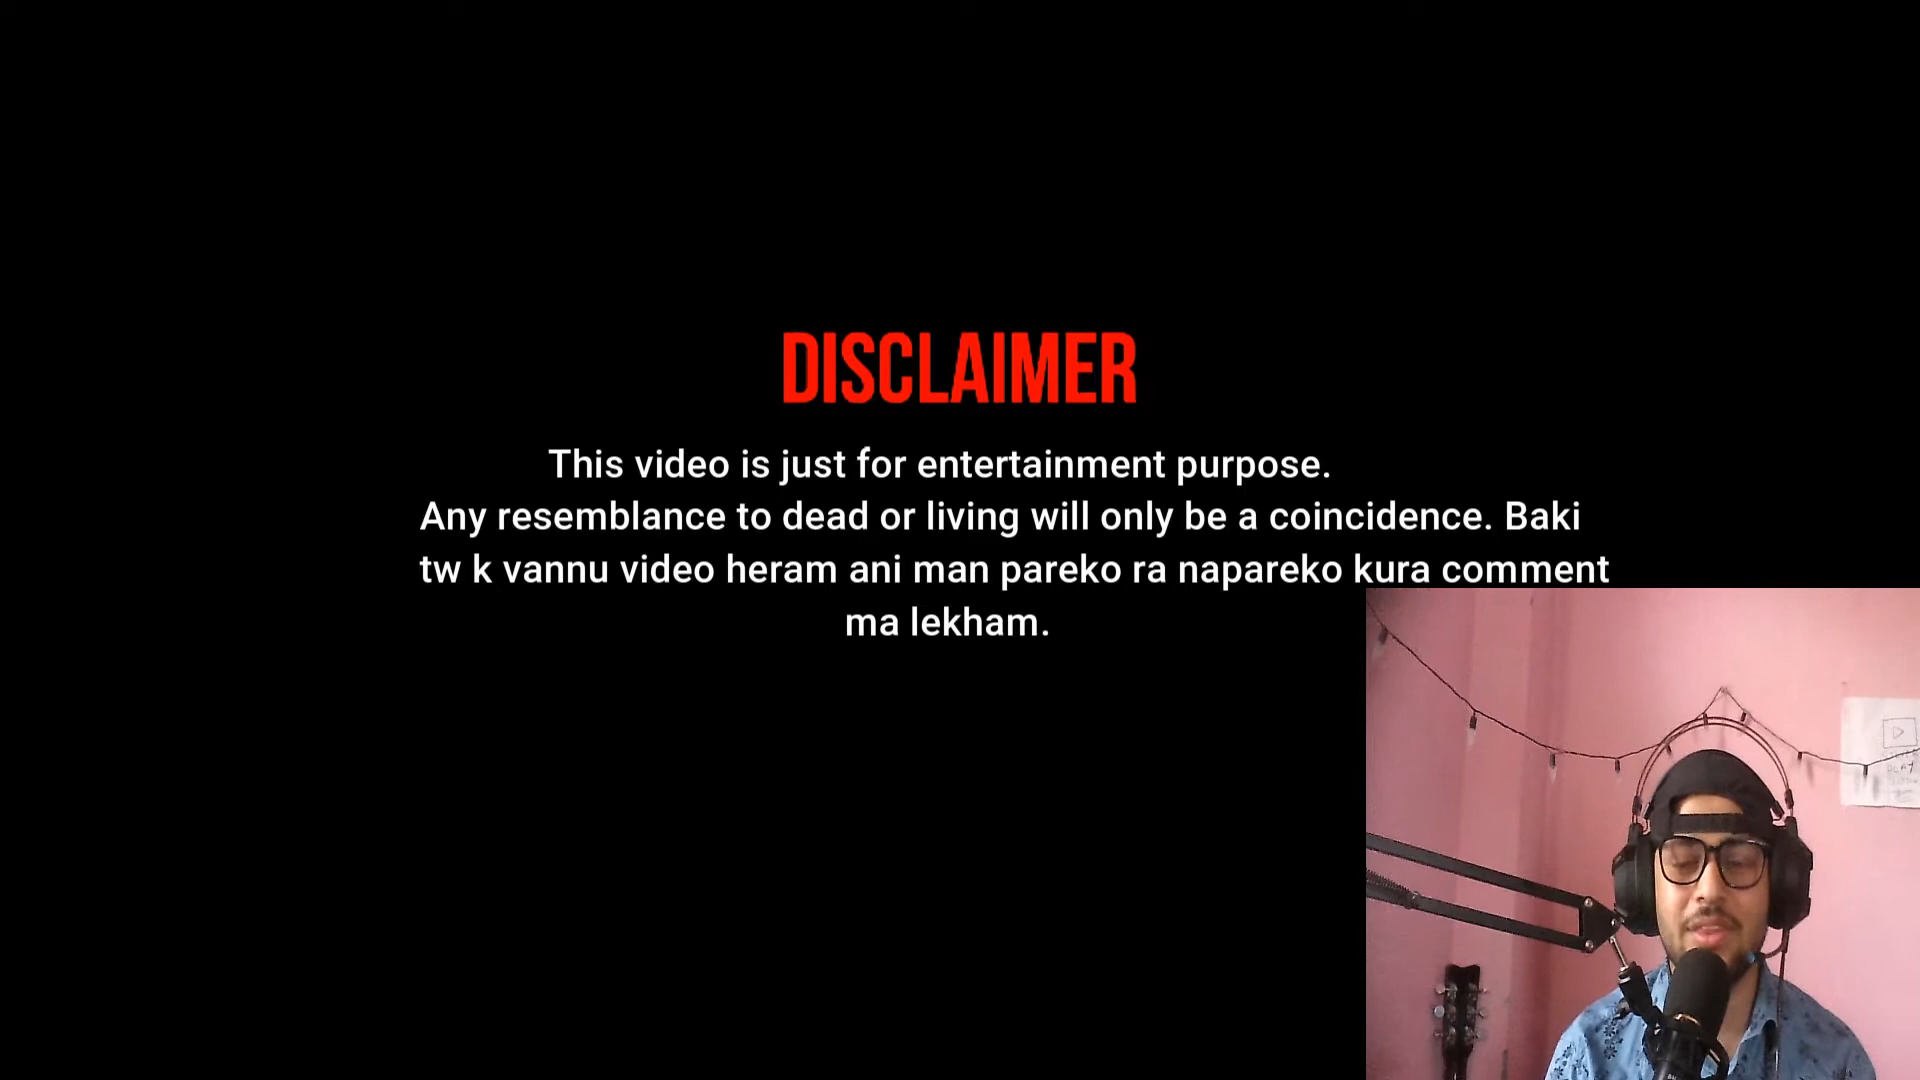 DISCLAIMER
This video is just for entertainment purpose.
Any resemblance to dead or living will only be a coincidence. Baki
tw k vannu video heram ani man pareko ra napareko kura comment
ma lekham.